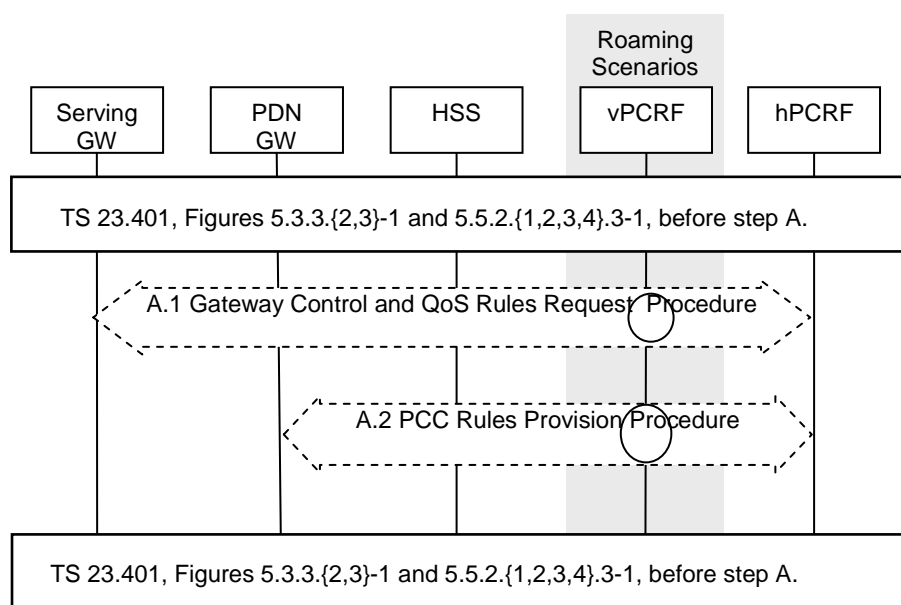 Roaming
Scenarios
Serving
GW
PDN
GW
HSS
vPCRF
hPCRF
TS 23.401, Figures 5.3.3.{2,3}-1 and 5.5.2.{1,2,3,4}.3-1, before step A.
A.1 Gateway Control and QoS Rules Request Procedure
A.2 PCC Rules Provision Procedure
TS 23.401, Figures 5.3.3.{2,3}-1 and 5.5.2.{1,2,3,4}.3-1, before step A.